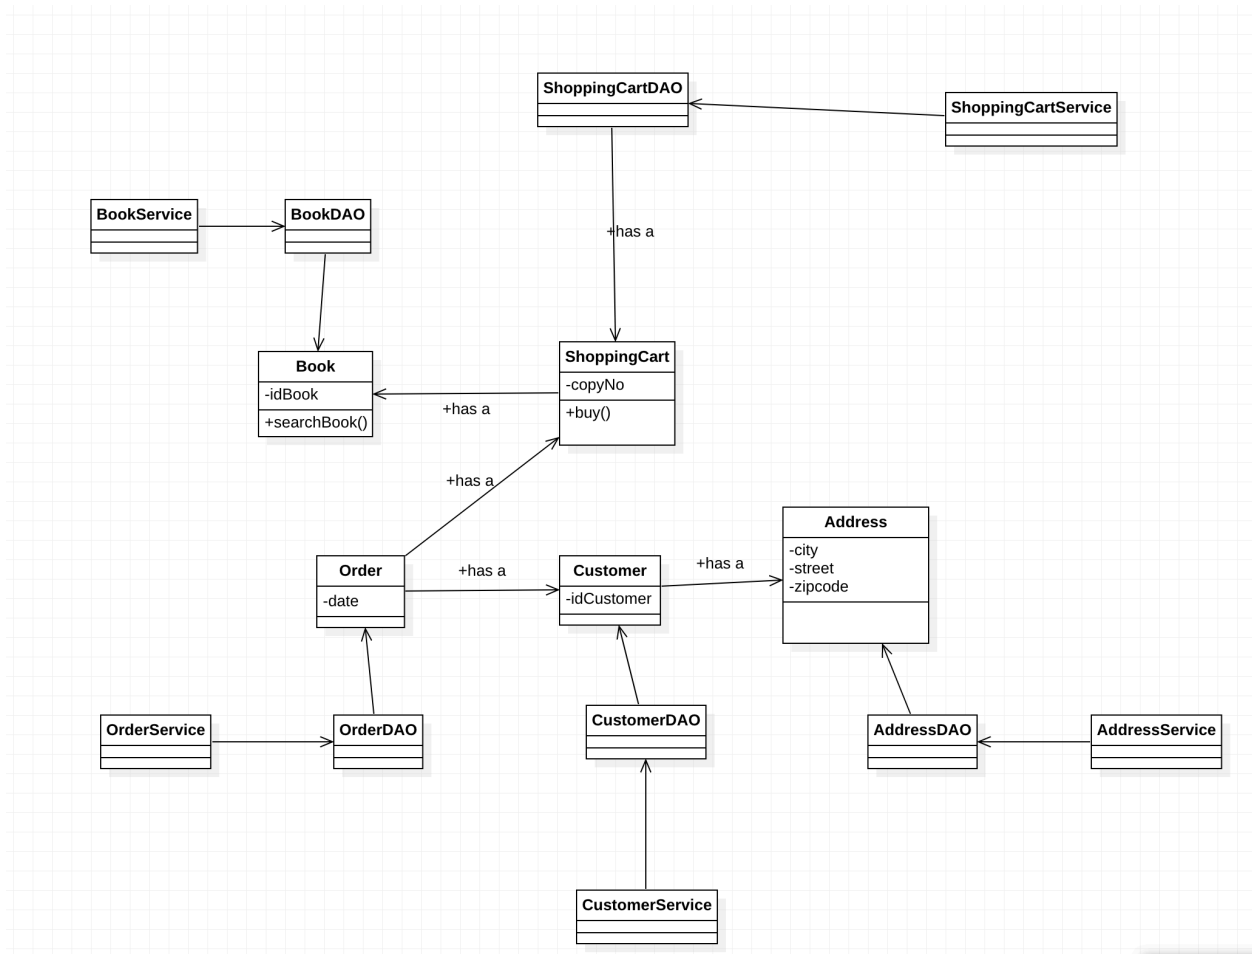 ShoppingCartDAO
ShoppingCartService
BookService
BookDAO
+has a
Book
-idBook
+searchBook()
ShoppingCart
-copyNo
+buy()
+has a
+has a
Address
-city
-street
-zipcode
Order
-date
+has a
Customer
-idCustomer
+has a
OrderService
OrderDAO
CustomerDAO
AddressDAO
AddressService
CustomerService